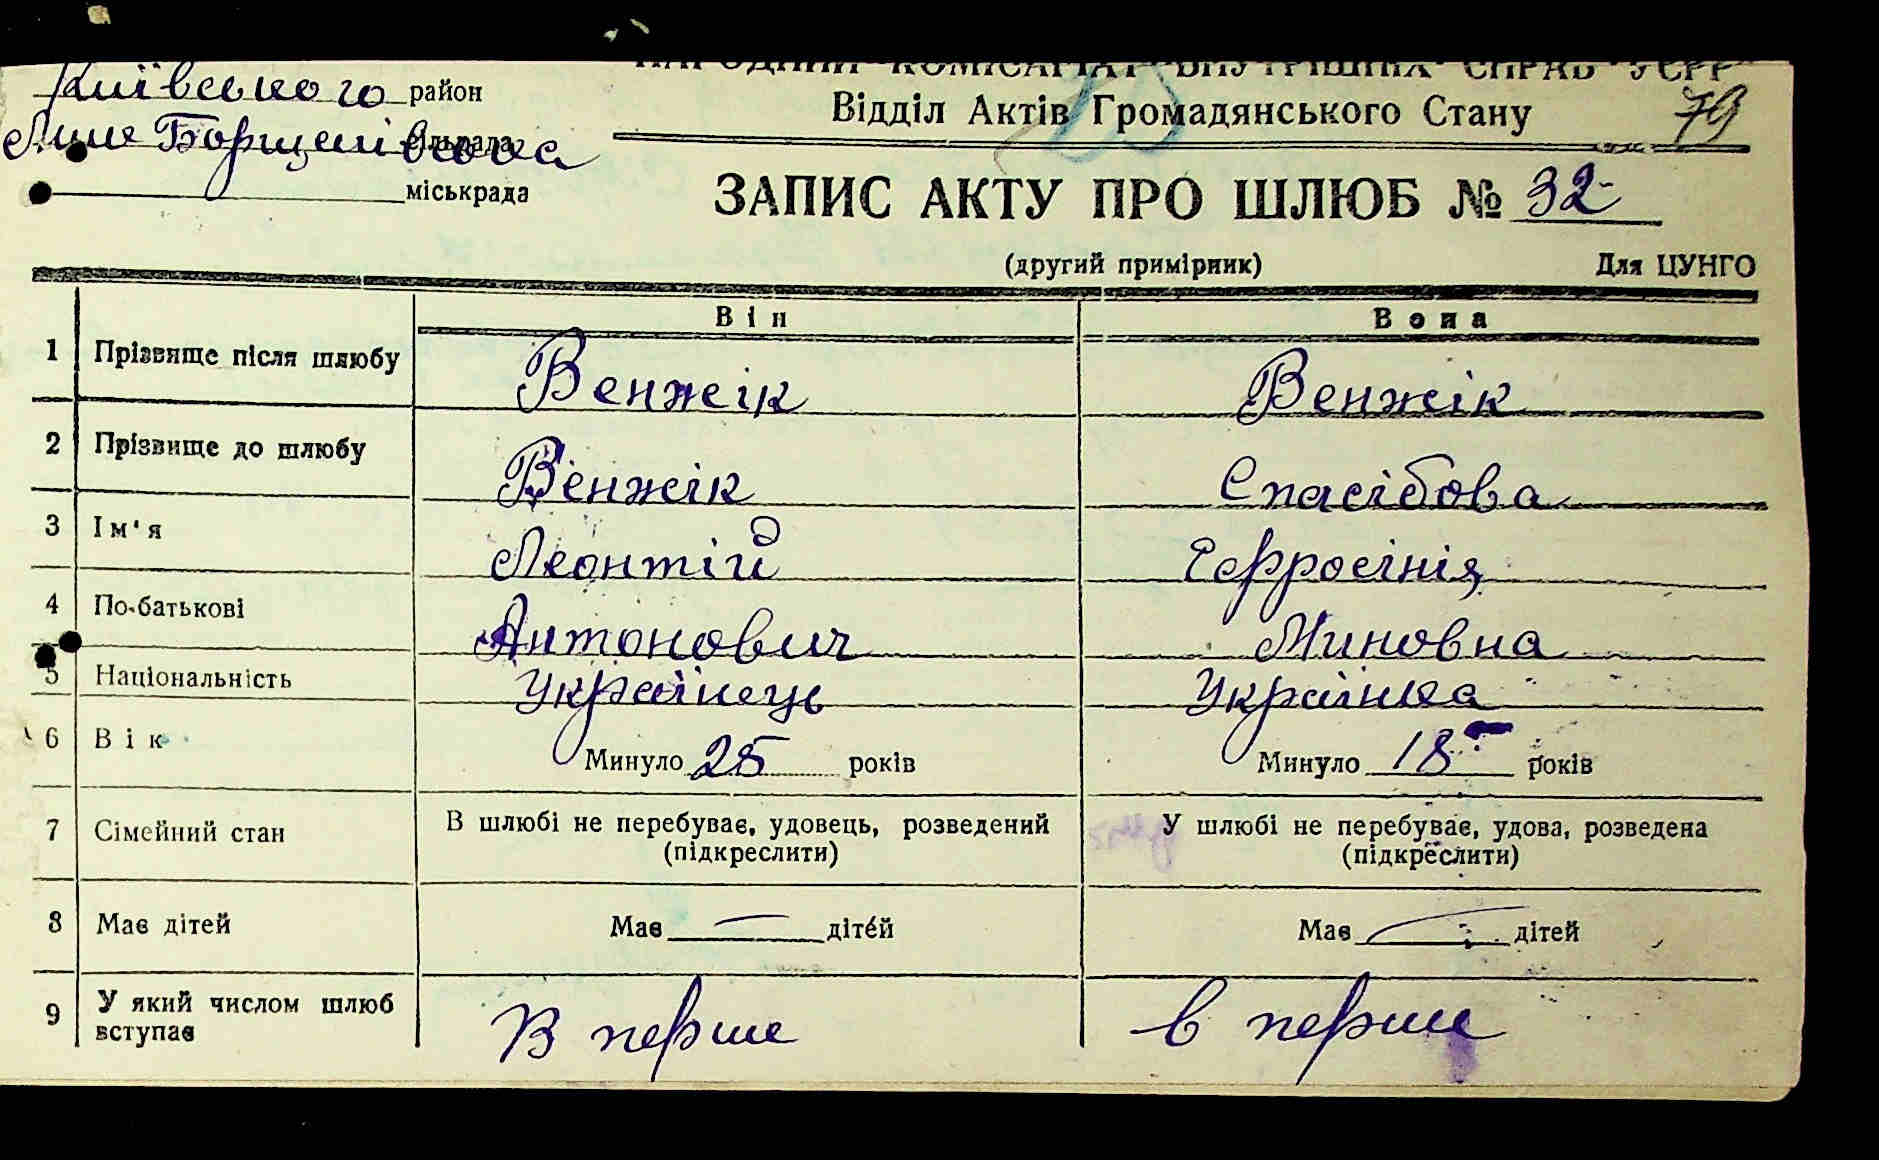 НАРОДНИЙ КОМІСАРІАТ ВНУТРІШНІХ СПРАВ УСРР
Київського район
Відділ Актів Громадянського Стану 79
Борщагівська сільрада
міськрада
ЗАПИС АКТУ ПРО ШЛЮБ № 32
(другий примірник) Для ЦУНГО
Він Вона
1 Прізвище після шлюбу Венжеік Венжік
2 Прізвище до шлюбу Венжік Спасібова
3 Ім'я Леонтій Єфросінія
4 По-батькові Антонович Миновна
5 Національність Українець Українка
6 Вік Минуло 25 років Минуло 18 років
7 Сімейний стан В шлюбі не перебуває, удовець, розведений (підкреслити) У шлюбі не перебуває, удова, розведена (підкреслити)
8 Має дітей Має дітей Має дітей
9 У який числом шлюб вступає В перше в перше